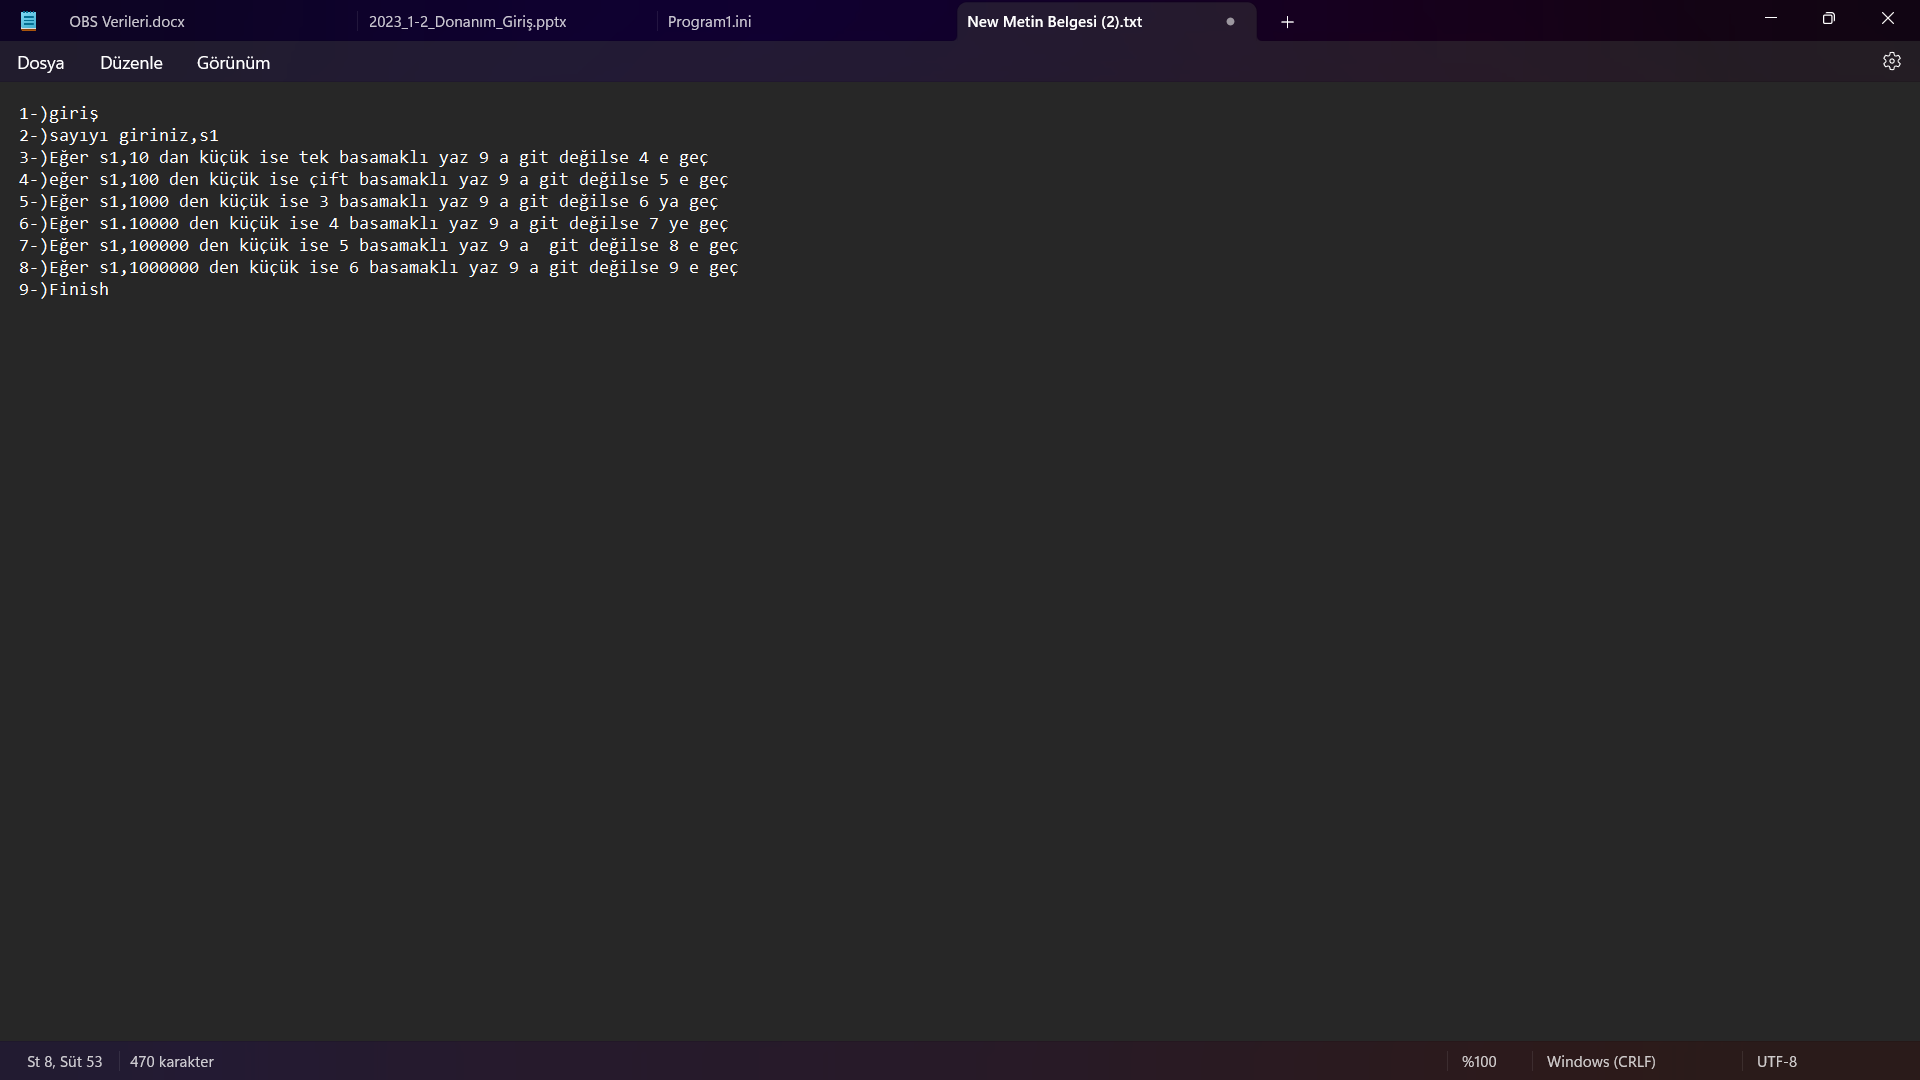 OBS Verileri.docx 2023_1-2_Donanım_Giriş.pptx Program1.ini New Metin Belgesi (2).txt
Dosya Düzenle Görünüm
1-)giriş
2-)sayıyı giriniz,s1
3-)Eğer s1,10 dan küçük ise tek basamaklı yaz 9 a git değilse 4 e geç
4-)eğer s1,100 den küçük ise çift basamaklı yaz 9 a git değilse 5 e geç
5-)Eğer s1,1000 den küçük ise 3 basamaklı yaz 9 a git değilse 6 ya geç
6-)Eğer s1.10000 den küçük ise 4 basamaklı yaz 9 a git değilse 7 ye geç
7-)Eğer s1,100000 den küçük ise 5 basamaklı yaz 9 a  git değilse 8 e geç
8-)Eğer s1,1000000 den küçük ise 6 basamaklı yaz 9 a git değilse 9 e geç
9-)Finish
St 8, Süt 53 470 karakter %100 Windows (CRLF) UTF-8